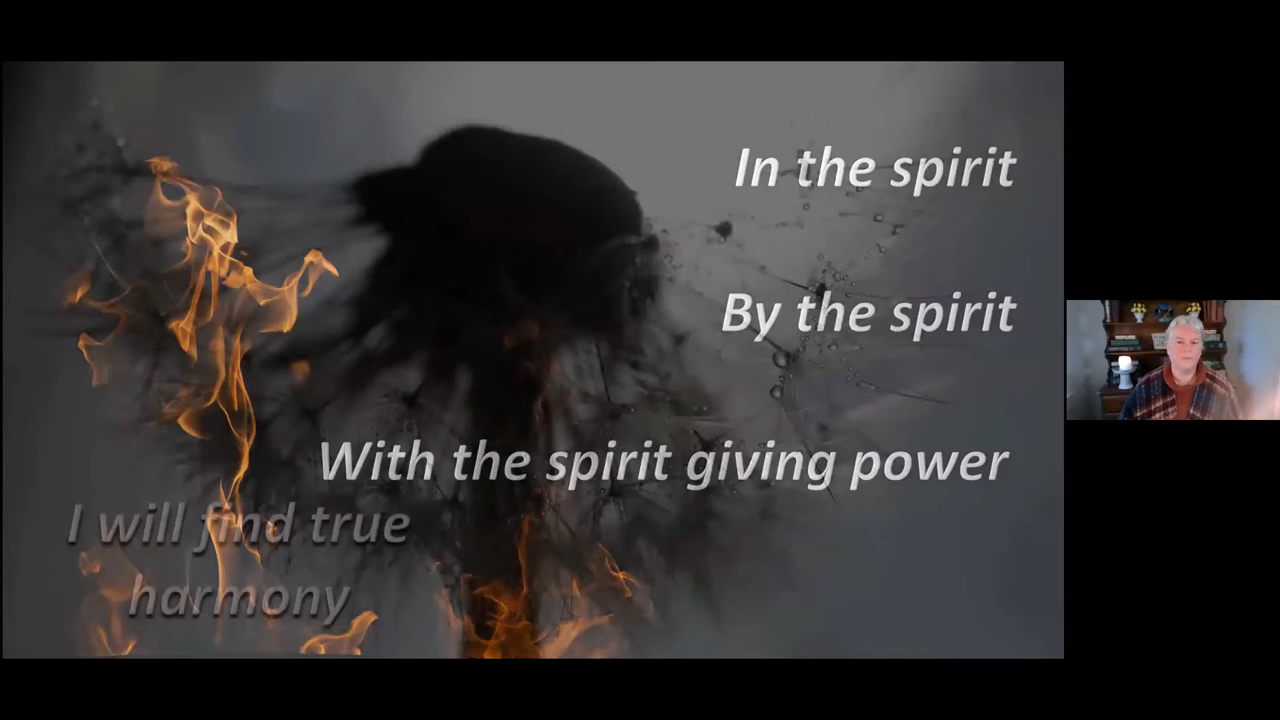 In the spirit
By the spirit
With the spirit giving power
I will find true
harmony